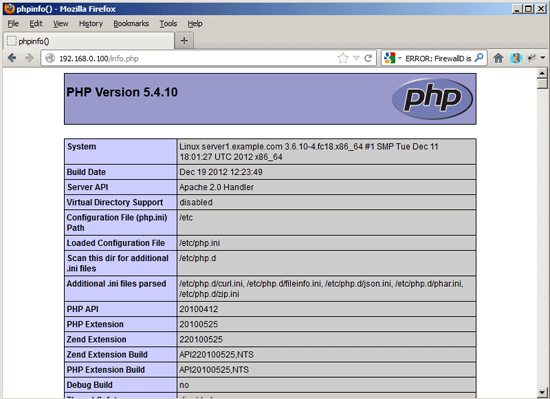 phpinfo() - Mozilla Firefox
File Edit View History Bookmarks Tools Help
phpinfo()
192.168.0.100/info.php
ERROR: FirewallD is
PHP Version 5.4.10
php
System Linux server1.example.com 3.6.10-4.fc18.x86_64 #1 SMP Tue Dec 11
18:01:27 UTC 2012 x86_64
Build Date Dec 19 2012 12:23:49
Server API Apache 2.0 Handler
Virtual Directory Support disabled
Configuration File (php.ini) /etc
Path
Loaded Configuration File /etc/php.ini
Scan this dir for additional /etc/php.d
.ini files
Additional .ini files parsed /etc/php.d/curl.ini, /etc/php.d/fileinfo.ini, /etc/php.d/json.ini, /etc/php.d/phar.ini,
/etc/php.d/zip.ini
PHP API 20100412
PHP Extension 20100525
Zend Extension 220100525
Zend Extension Build API220100525,NTS
PHP Extension Build API20100525,NTS
Debug Build no